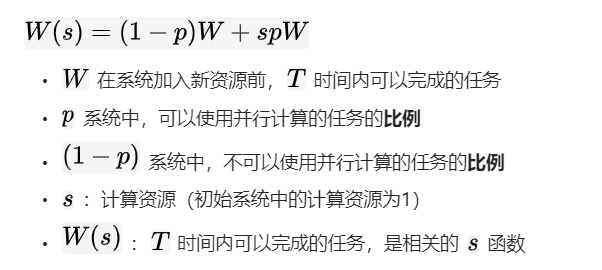 W(s) = (1 − p)W + spW
• W 在系统加入新资源前，T 时间内可以完成的任务
• p 系统中，可以使用并行计算的任务的比例
• (1 − p) 系统中，不可以使用并行计算的任务的比例
• s ：计算资源（初始系统中的计算资源为1）
• W(s) ：T 时间内可以完成的任务，是相关的 s 函数